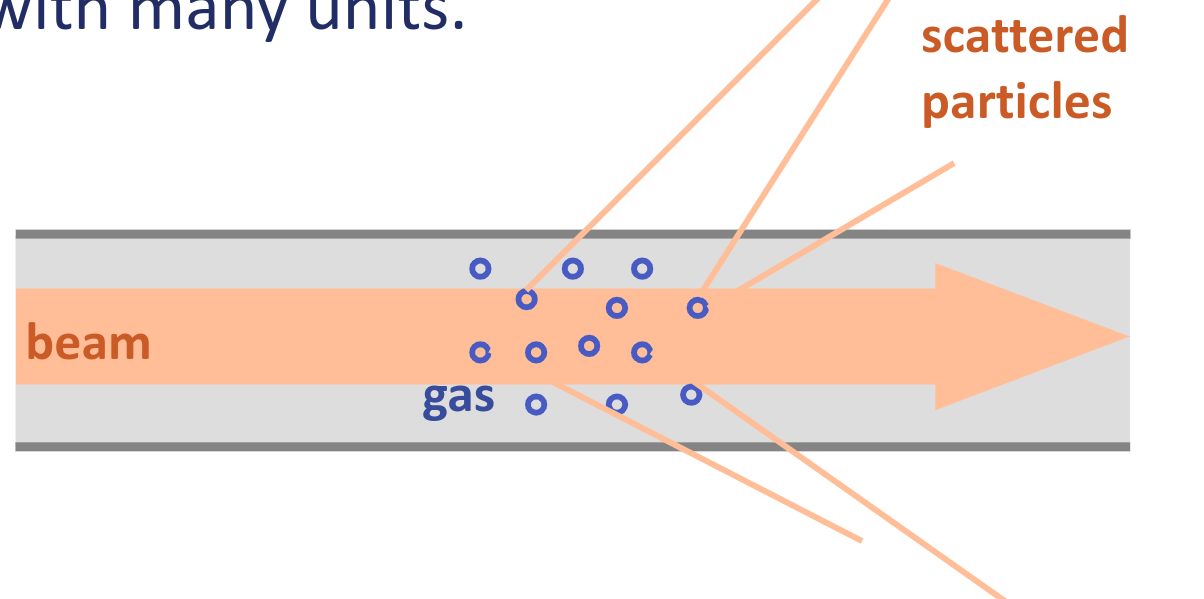 with many units.
scattered
particles
beam
gas